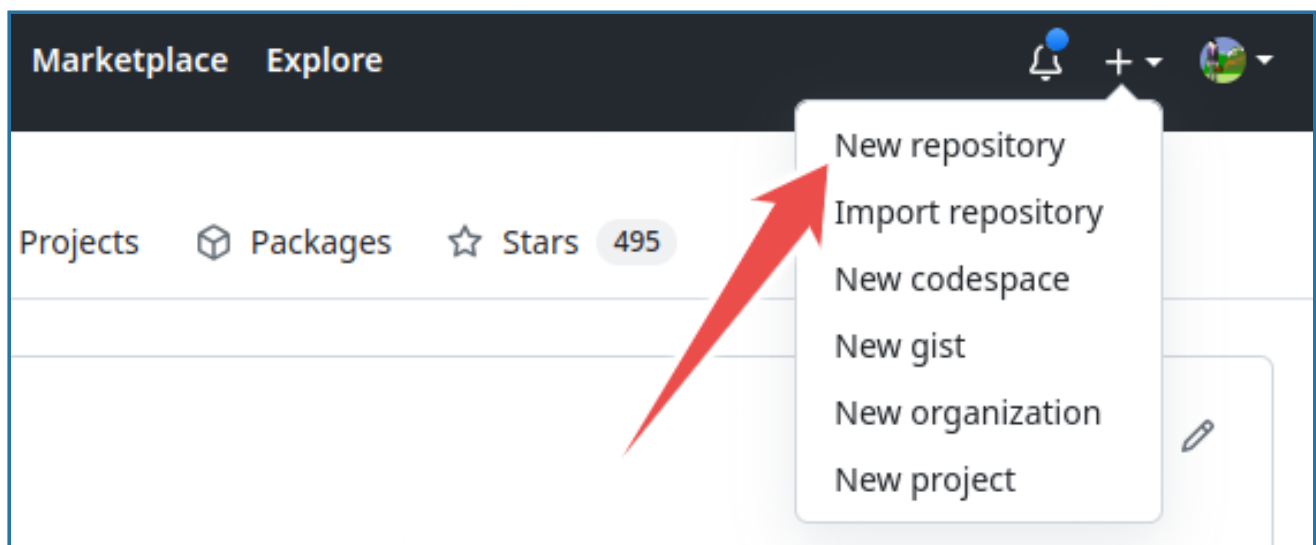 Marketplace Explore
New repository
Import repository
Projects Packages Stars 495
New codespace
New gist
New organization
New project